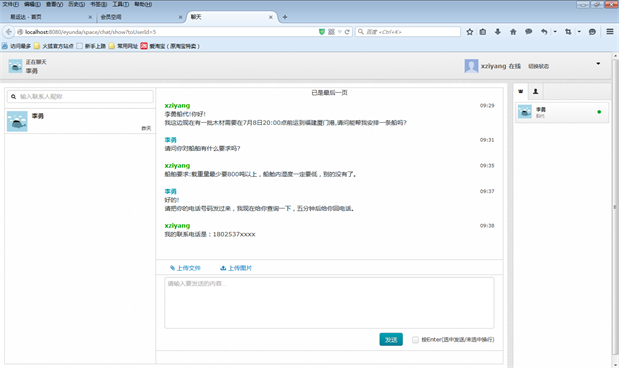 文件(F) 编辑(E) 查看(V) 历史(S) 书签(B) 工具(T) 帮助(H)
易运达 - 首页 × 会员空间 × 聊天 × +
localhost:8080/eyunda/space/chat/show?toUserId=5
百度 <Ctrl+K>
访问最多 火狐官方站点 新手上路 常用网址 爱淘宝（原淘宝特卖）
正在聊天
李勇
xziyang 在线 切换状态
输入联系人昵称
李勇
昨天
已是最后一页
xziyang 09:29
李勇船代!你好!
我这边现在有一批木材需要在7月8日20:00点能运到福建厦门港,请问能帮我安排一条船吗?
李勇 09:31
请问你对船舶有什么要求吗?
xziyang 09:35
船舶要求:载重量最少要800吨以上，船舱内湿度一定要低，别的没有了。
李勇 09:37
好的!
请把你的电话号码发过来，我现在给你查询一下，五分钟后给你回电话。
xziyang 09:38
我的联系电话是：1802537xxxx
上传文件 上传图片
请输入要发送的内容...
发送 按Enter(选中发送/未选中换行)
李勇
船代